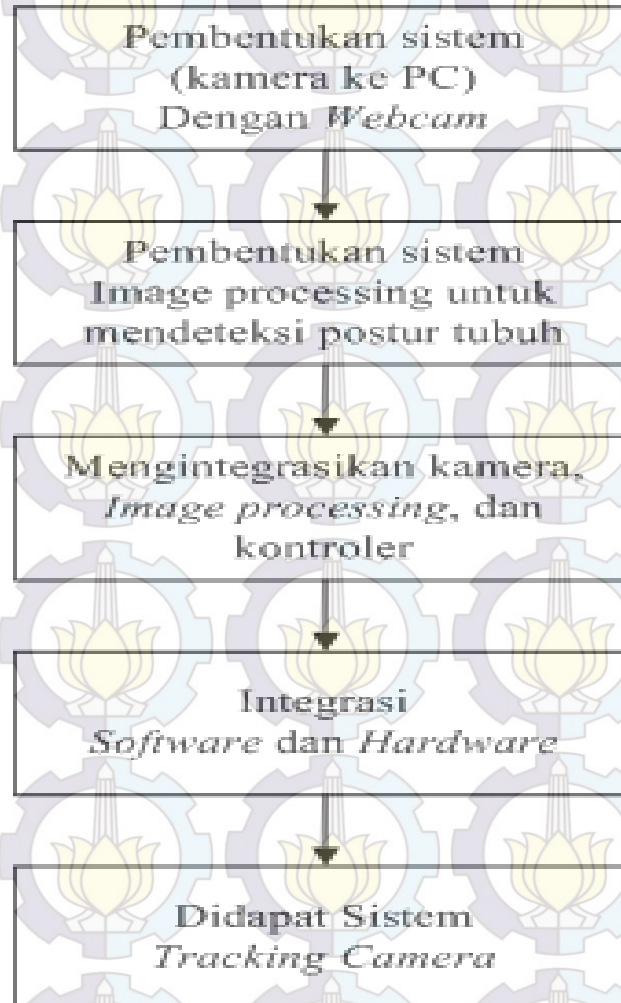 Pembentukan sistem
(kamera ke PC)
Dengan Webcam
Pembentukan sistem
Image processing untuk
mendeteksi postur tubuh
Mengintegrasikan kamera,
Image processing, dan
kontroler
Integrasi
Software dan Hardware
Didapat Sistem
Tracking Camera